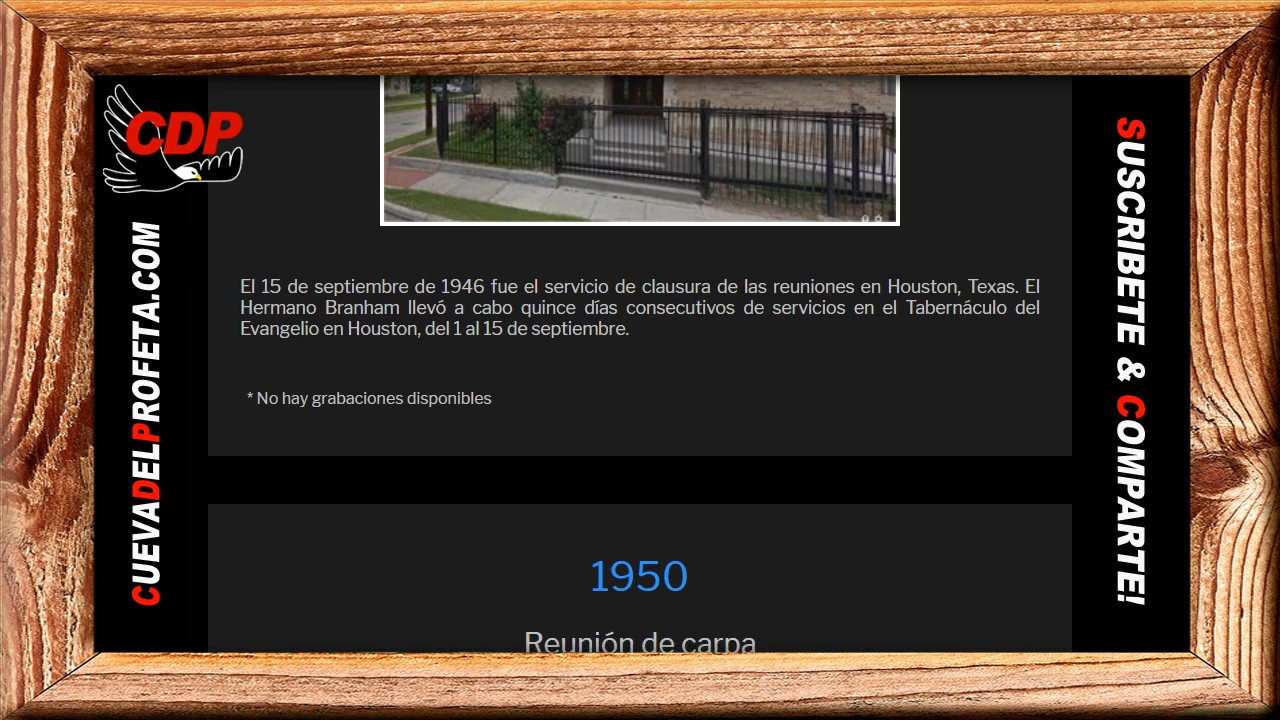 CDP
CUEVADELPROFETA.COM
SUSCRIBETE & COMPARTE!
El 15 de septiembre de 1946 fue el servicio de clausura de las reuniones en Houston, Texas. El
Hermano Branham llevó a cabo quince días consecutivos de servicios en el Tabernáculo del
Evangelio en Houston, del 1 al 15 de septiembre.
* No hay grabaciones disponibles
1950
Reunión de carpa